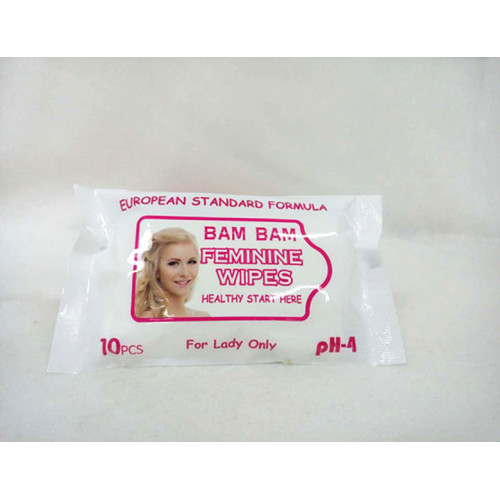 EUROPEAN STANDARD FORMULA
BAM BAM
FEMININE
WIPES
HEALTHY START HERE
10PCS
For Lady Only
pH-4